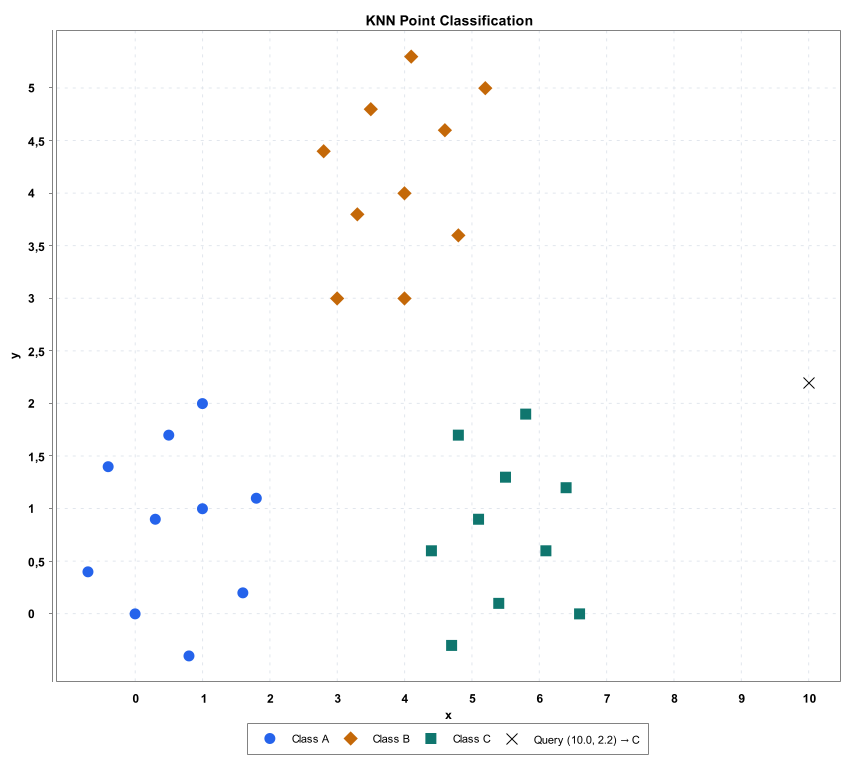 KNN Point Classification
5
4,5
4
3,5
3
2,5
y
2
1,5
1
0,5
0
0 1 2 3 4 5 6 7 8 9 10
x
Class A Class B Class C Query (10.0, 2.2) → C